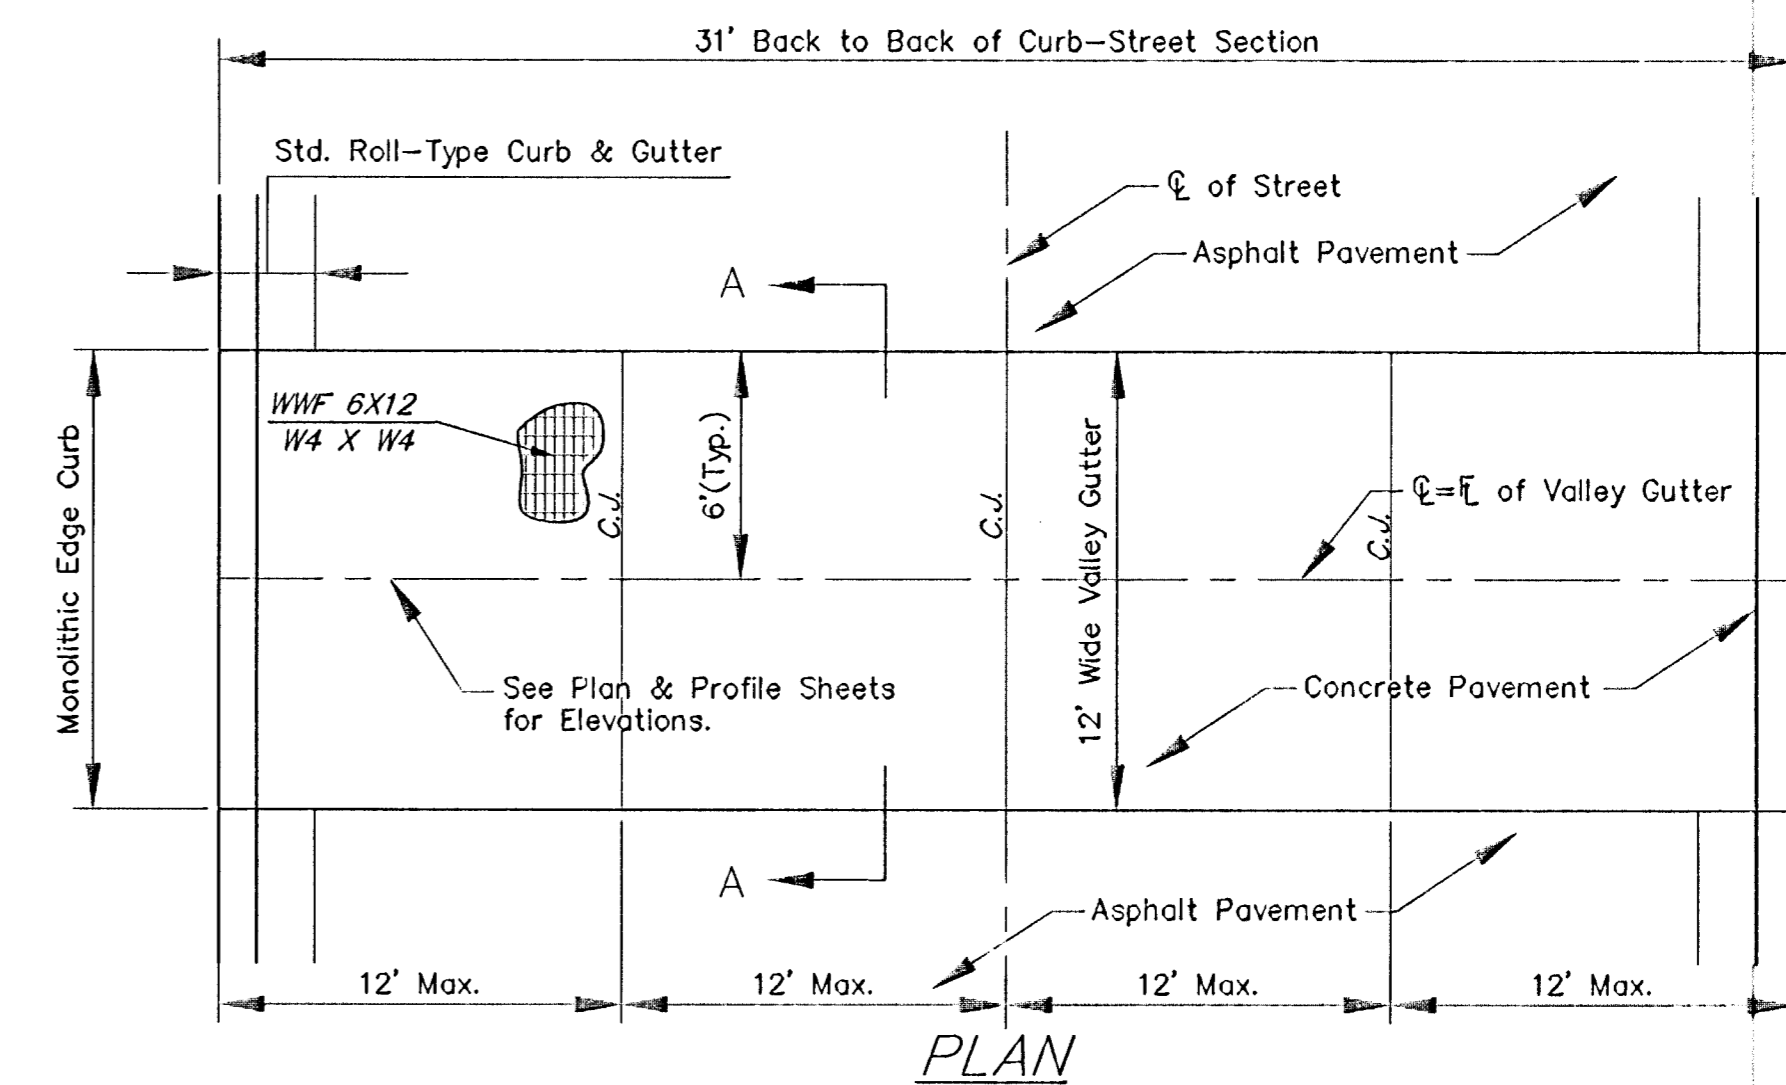 31' Back to Back of Curb-Street Section
Std. Roll-Type Curb & Gutter
℄ of Street
Asphalt Pavement
A
WWF 6X12
W4 X W4
Monolithic Edge Curb
C.J.
6'(Typ.)
C.J.
12' Wide Valley Gutter
C.J.
℄=FL of Valley Gutter
See Plan & Profile Sheets
for Elevations.
Concrete Pavement
A
Asphalt Pavement
12' Max.
12' Max.
12' Max.
12' Max.
PLAN